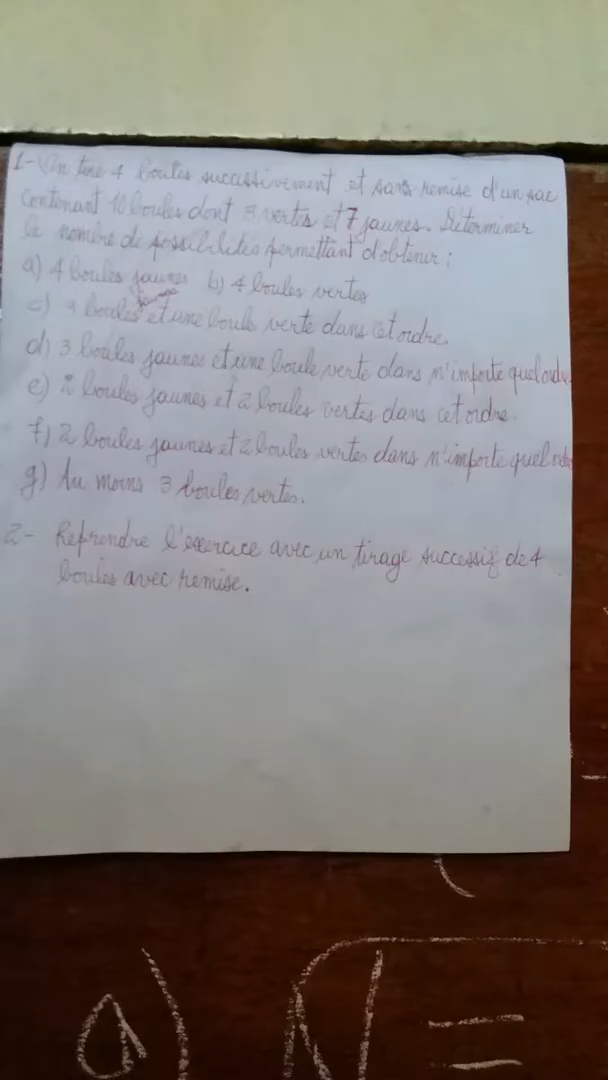 1- On tire 4 boules successivement et sans remise d'un sac
contenant 10 boules dont 3 vertes et 7 jaunes. Déterminer
le nombre de possibilités permettant d'obtenir :
a) 4 boules jaunes b) 4 boules vertes
jaunes
c) 3 boules et une boule verte dans cet ordre.
d) 3 boules jaunes et une boule verte dans n'importe quel ordre.
e) 2 boules jaunes et 2 boules vertes dans cet ordre.
f) 2 boules jaunes et 2 boules vertes dans n'importe quel ordre
g) Au moins 3 boules vertes.
2- Reprendre l'exercice avec un tirage successif de 4
boules avec remise.
a) =